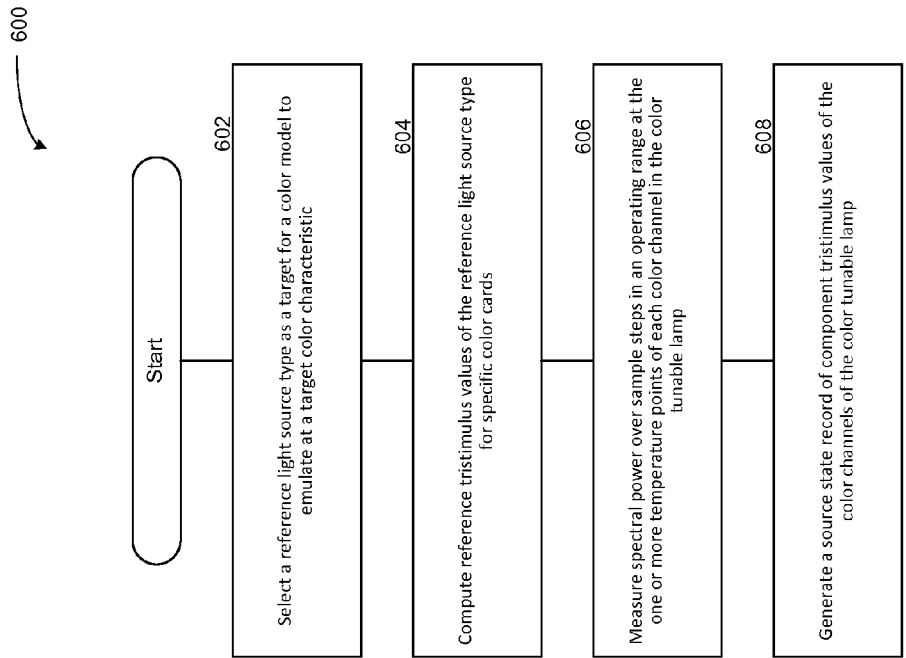 600
Start
602
Select a reference light source type as a target for a color model to
emulate at a target color characteristic
604
Compute reference tristimulus values of the reference light source type
for specific color cards
606
Measure spectral power over sample steps in an operating range at the
one or more temperature points of each color channel in the color
tunable lamp
608
Generate a source state record of component tristimulus values of the
color channels of the color tunable lamp